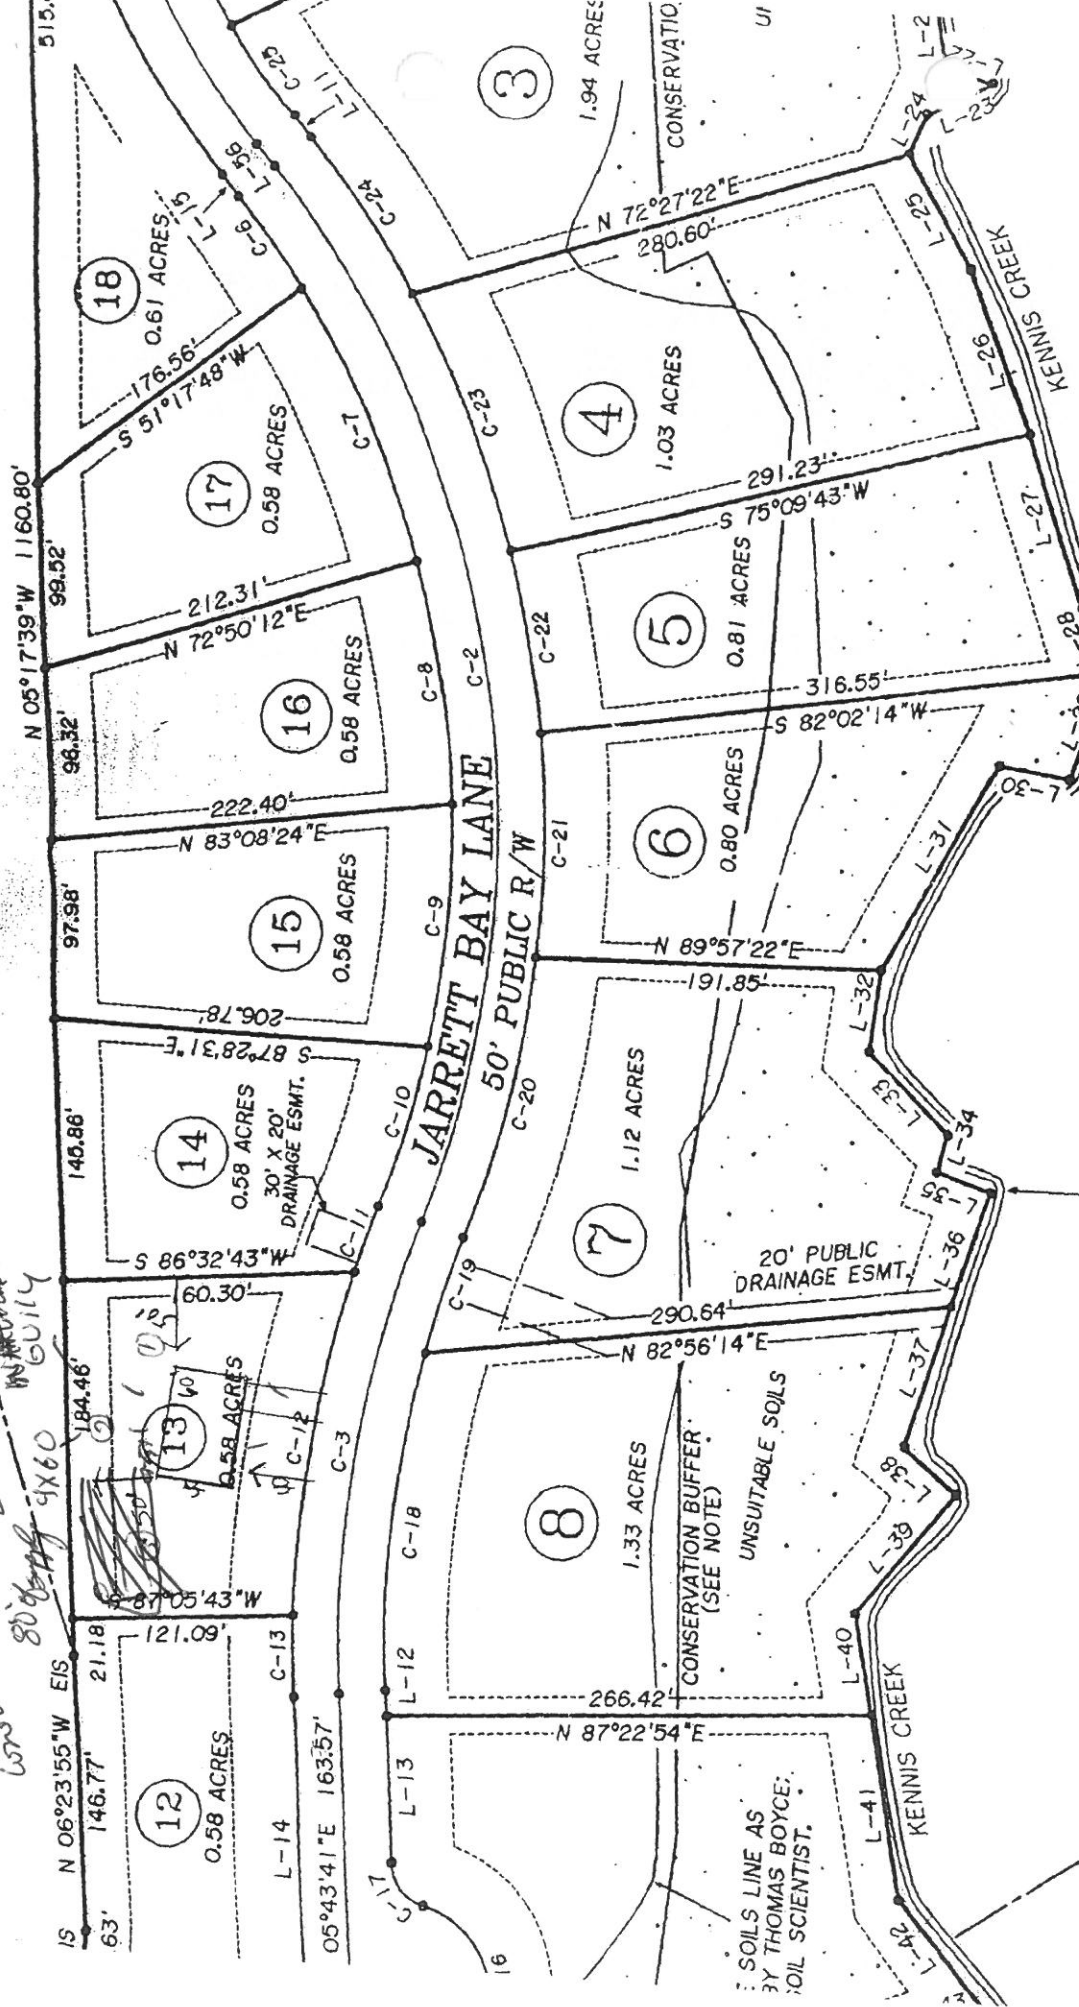 515.
N 05°17'39"W 1160.80'
99.52'
98.32'
97.98'
145.86'
184.46'
21.18
N 06°23'55"W EIS
146.77'
IS
63'
18
0.61 ACRES
176.56'
S 51°17'48"W
17
0.58 ACRES
212.31'
N 72°50'12"E
16
0.58 ACRES
222.40'
N 83°08'24"E
15
0.58 ACRES
206.78'
S 87°28'31"E
14
0.58 ACRES
30' X 20'
DRAINAGE ESMT.
S 86°32'43"W
60.30'
13
0.58 ACRES
S 87°05'43"W
121.09'
12
0.58 ACRES
80'
4X60
L-15
C-6
L-56
C-25
L-11
C-24
C-7
C-23
C-8
C-2
C-22
C-9
C-21
C-10
C-20
C-11
C-19
C-12
C-3
C-18
C-13
L-12
L-14
L-13
C-17
16
05°43'41"E 163.57'
JARRETT BAY LANE
50' PUBLIC R/W
3
1.94 ACRES
CONSERVATIO
UI
N 72°27'22"E
280.60'
4
1.03 ACRES
291.23'
S 75°09'43"W
5
0.81 ACRES
316.55'
S 82°02'14"W
6
0.80 ACRES
N 89°57'22"E
191.85'
7
1.12 ACRES
20' PUBLIC
DRAINAGE ESMT.
290.64'
N 82°56'14"E
8
1.33 ACRES
CONSERVATION BUFFER
(SEE NOTE)
UNSUITABLE SOILS
266.42'
N 87°22'54"E
SOILS LINE AS
BY THOMAS BOYCE,
OIL SCIENTIST.
L-2
L-23
L-24
L-25
L-26
KENNIS CREEK
L-27
-28
L-30
L-31
L-32
L-33
L-34
L-35
L-36
L-37
L-38
L-39
L-40
L-41
KENNIS CREEK
L-42